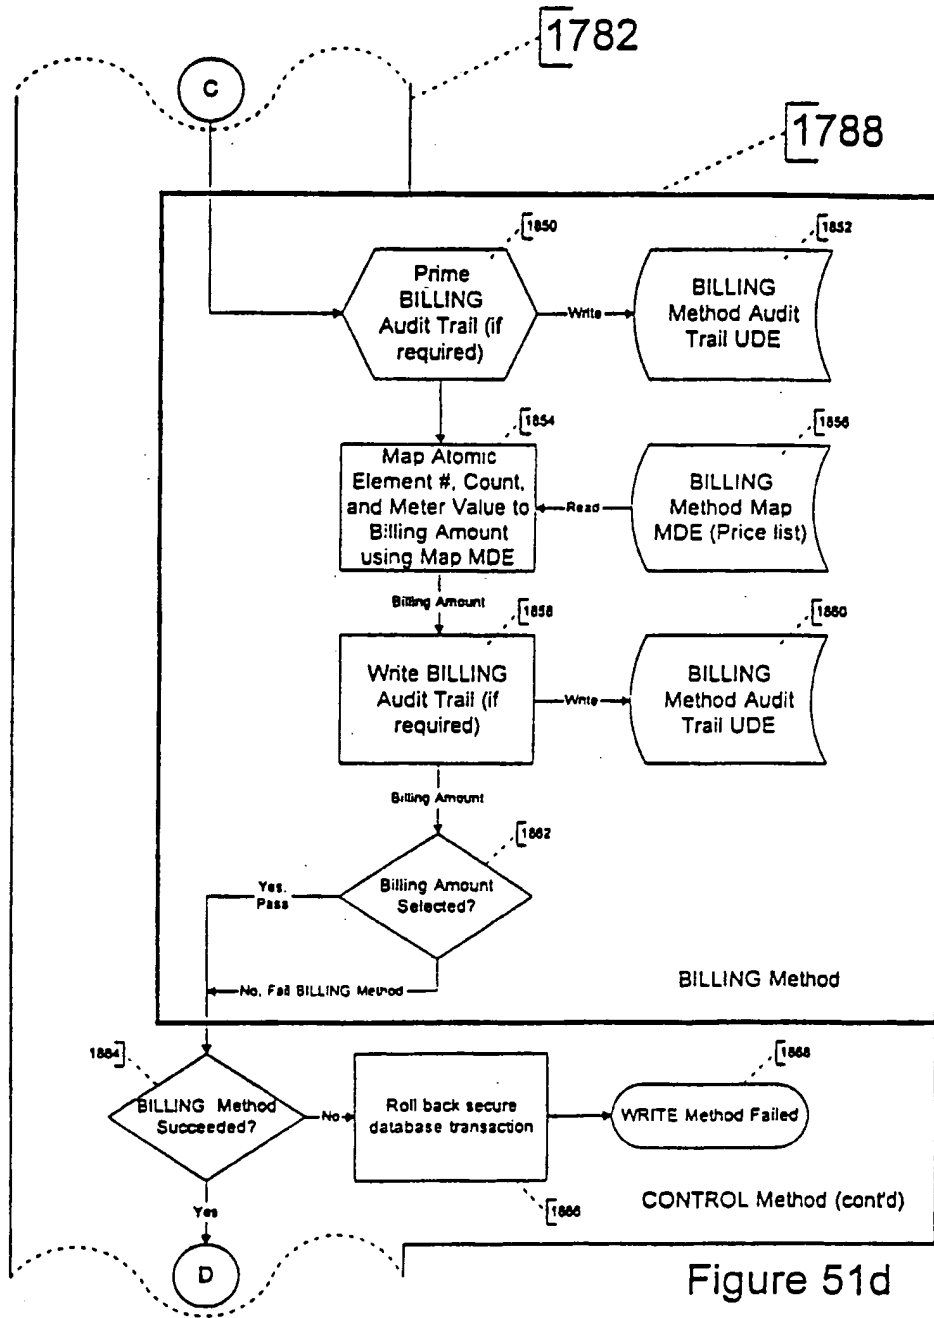 1782
C
1788
1850
Prime
BILLING
Audit Trail (if
required)
Write
1852
BILLING
Method Audit
Trail UDE
1854
Map Atomic
Element #, Count,
and Meter Value to
Billing Amount
using Map MDE
Read
1856
BILLING
Method Map
MDE (Price list)
Billing Amount
1858
Write BILLING
Audit Trail (if
required)
Write
1860
BILLING
Method Audit
Trail UDE
Billing Amount
1862
Billing Amount
Selected?
Yes,
Pass
No, Fail BILLING Method
BILLING Method
1864
BILLING Method
Succeeded?
No
Roll back secure
database transaction
1866
1868
WRITE Method Failed
CONTROL Method (cont'd)
Yes
D
Figure 51d